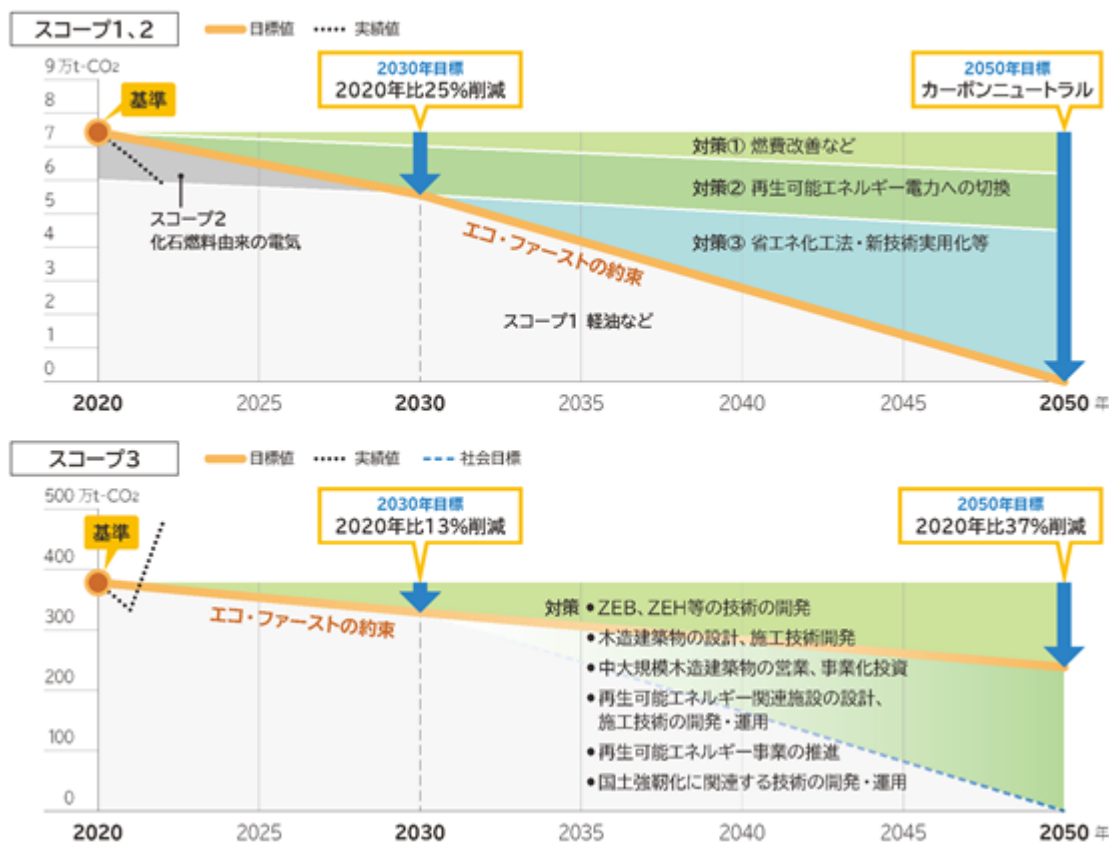 スコープ1、2
目標値 実績値
9万t-CO₂
8
7
6
5
4
3
2
1
0
基準
2030年目標
2020年比25%削減
2050年目標
カーボンニュートラル
対策① 燃費改善など
対策② 再生可能エネルギー電力への切換
対策③ 省エネ化工法・新技術実用化等
スコープ2
化石燃料由来の電気
エコ・ファーストの約束
スコープ1 軽油など
2020 2025 2030 2035 2040 2045 2050 年
スコープ3
目標値 実績値 社会目標
500 万t-CO₂
400
300
200
100
0
基準
2030年目標
2020年比13%削減
2050年目標
2020年比37%削減
エコ・ファーストの約束
対策 ●ZEB、ZEH等の技術の開発
●木造建築物の設計、施工技術開発
●中大規模木造建築物の営業、事業化投資
●再生可能エネルギー関連施設の設計、
施工技術の開発・運用
●再生可能エネルギー事業の推進
●国土強靭化に関連する技術の開発・運用
2020 2025 2030 2035 2040 2045 2050 年